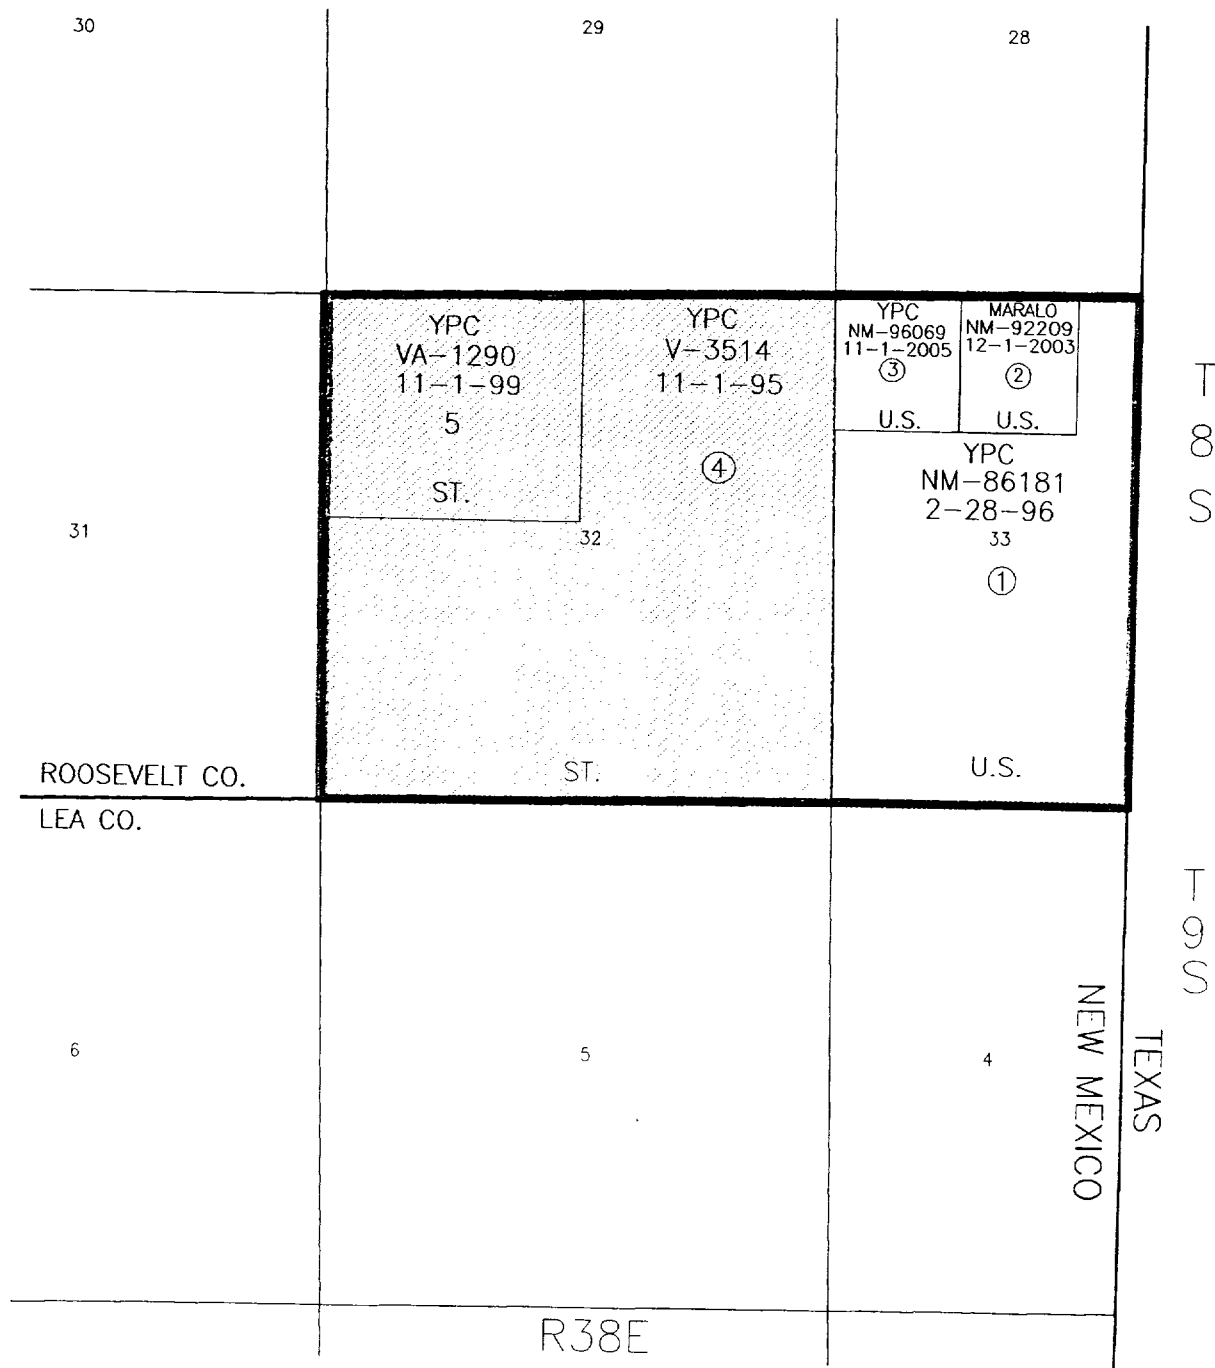 30
29
28
YPC
VA-1290
11-1-99
5
ST.
YPC
V-3514
11-1-95
④
YPC
NM-96069
11-1-2005
③
U.S.
MARALO
NM-92209
12-1-2003
②
U.S.
YPC
NM-86181
2-28-96
33
①
U.S.
31
32
ST.
T
8
S
ROOSEVELT CO.
LEA CO.
T
9
S
6
5
4
NEW MEXICO
TEXAS
R38E